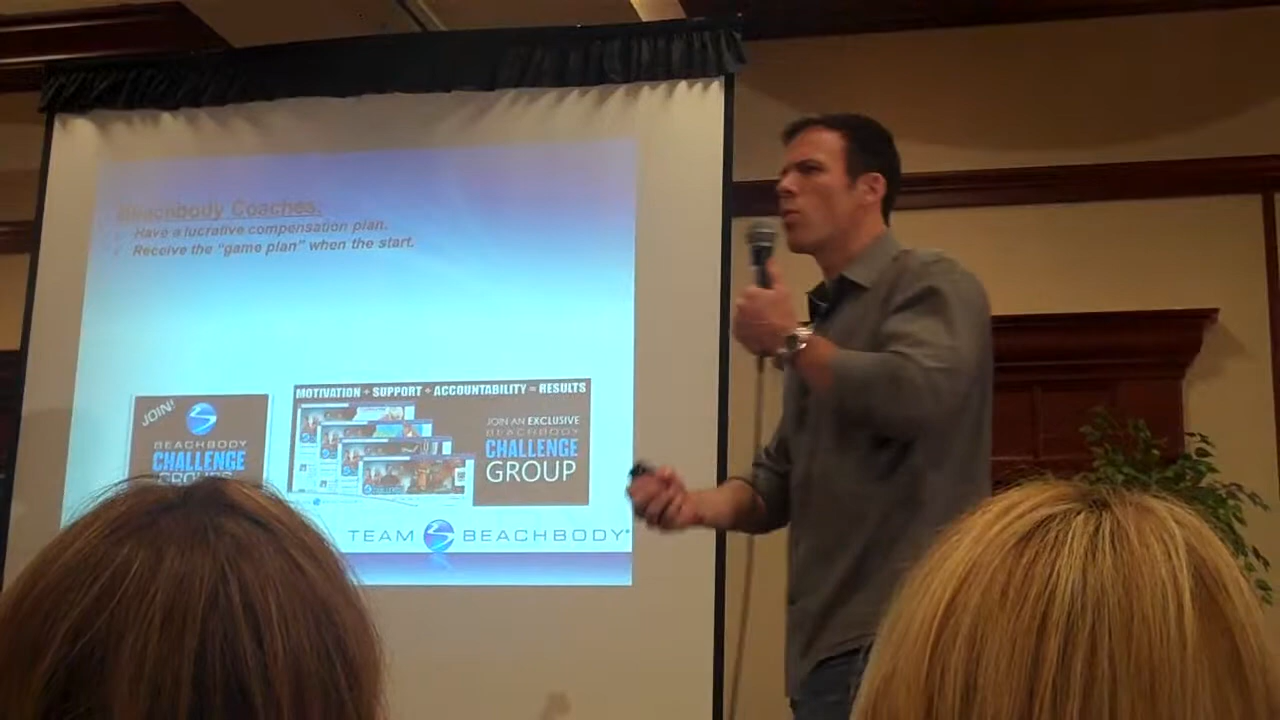 Beachbody Coaches:
Have a lucrative compensation plan.
Receive the "game plan" when the start.
JOIN!
BEACHBODY
CHALLENGE
GROUPS
MOTIVATION + SUPPORT + ACCOUNTABILITY = RESULTS
JOIN AN EXCLUSIVE
BEACHBODY
CHALLENGE
GROUP
TEAM BEACHBODY®